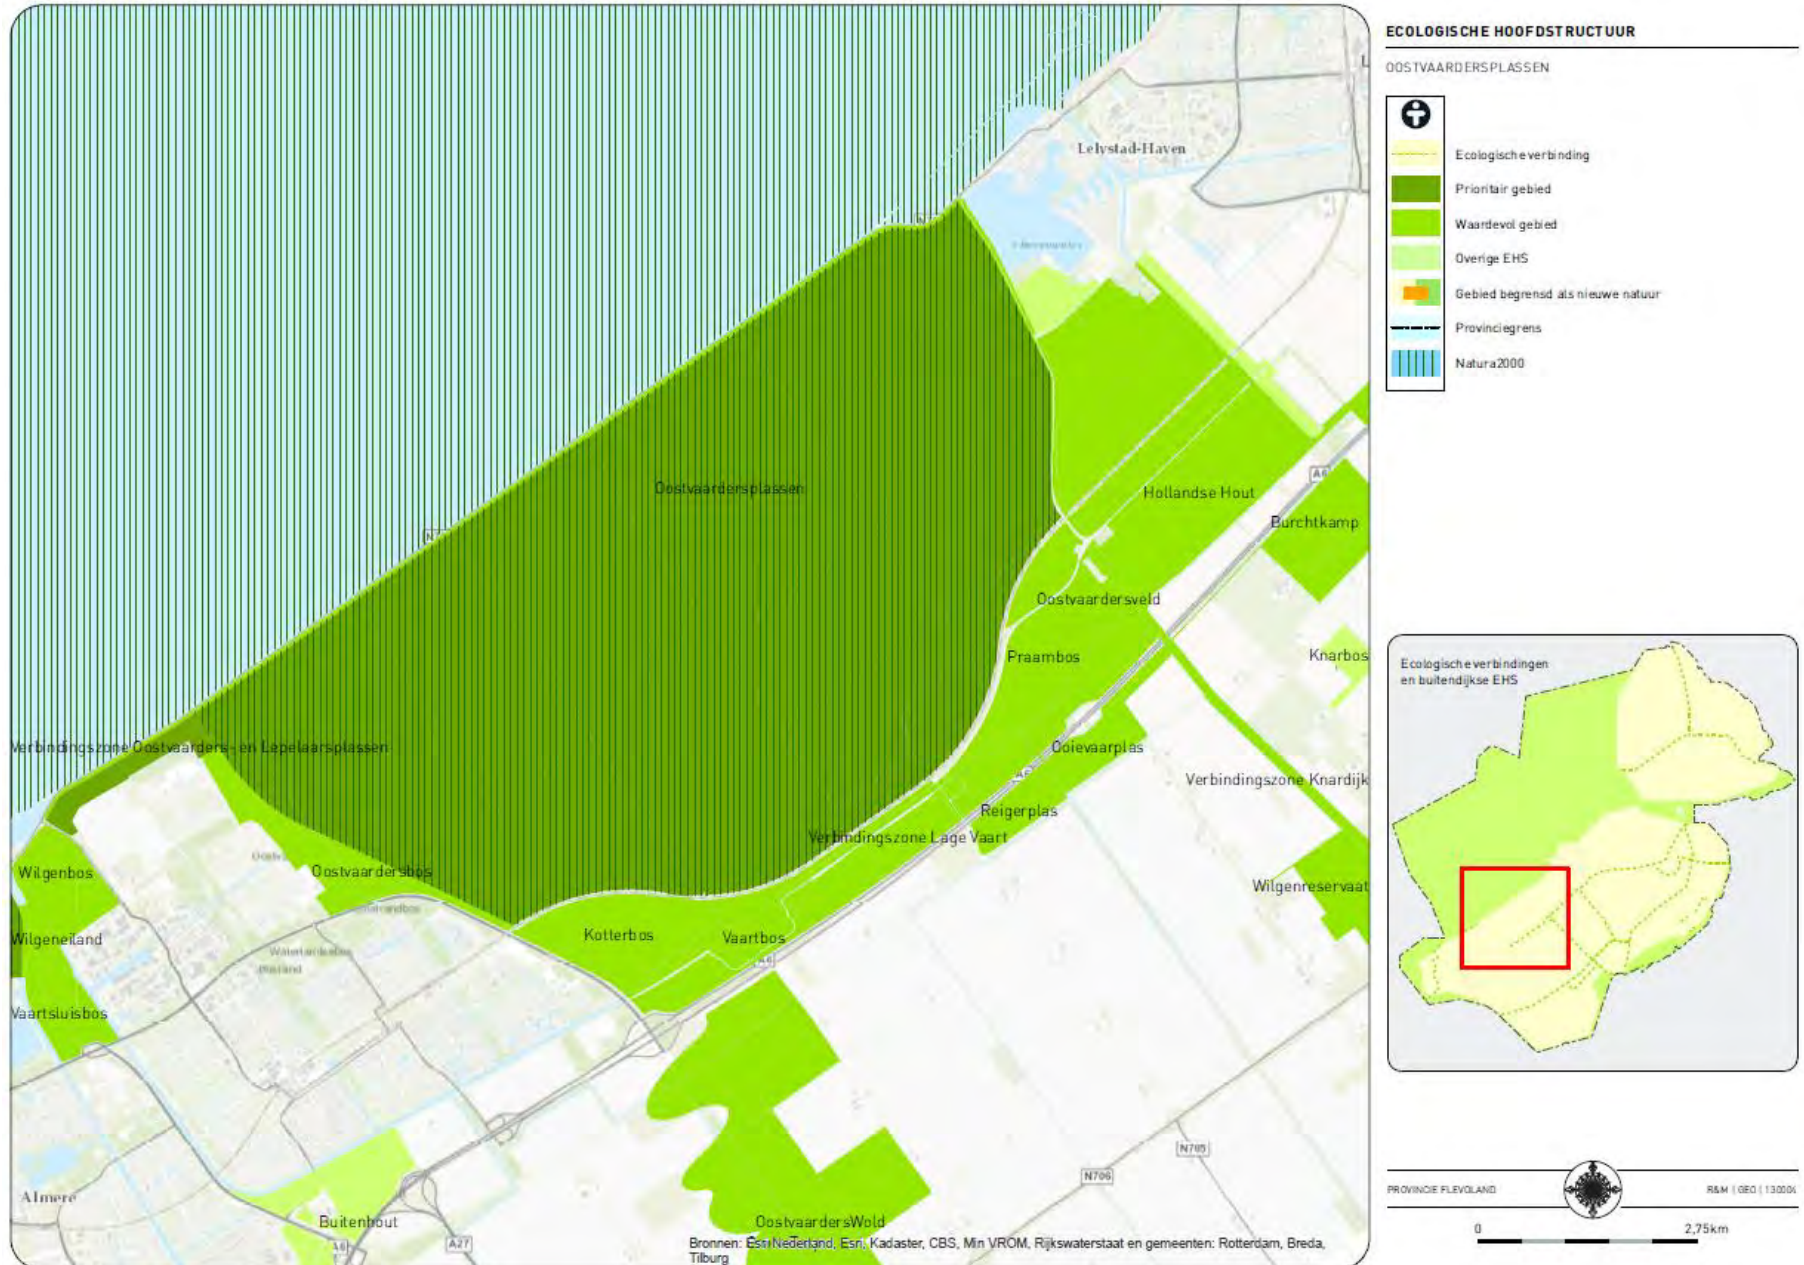 ECOLOGISCHE HOOFDSTRUCTUUR
OOSTVAARDERSPLASSEN
Ecologische verbinding
Prioritair gebied
Waardevol gebied
Overige EHS
Gebied begrensd als nieuwe natuur
Provinciegrens
Natura2000
Lelystad-Haven
L
N
Oostvaardersplassen
N
A6
Hollandse Hout
Burchtkamp
Oostvaardersveld
Praambos
Knarbos
Verbindingszone Oostvaarders- en Lepelaarsplassen
Ooievaarplas
A6
Verbindingszone Knardijk
Reigerplas
Verbindingszone Lage Vaart
Wilgenbos
Oostvaardersbos
Wilgenreservaat
Wilgeneiland
Kotterbos
Vaartbos
A6
Vaartsluisbos
N705
N706
Almere
Buitenhout
A6
A27
OostvaardersWold
Bronnen: Esri Nederland, Esri, Kadaster, CBS, Min VROM, Rijkswaterstaat en gemeenten: Rotterdam, Breda,
Tilburg
Ecologische verbindingen
en buitendijkse EHS
PROVINCIE FLEVOLAND
R&M | GEO |
0
2,75km